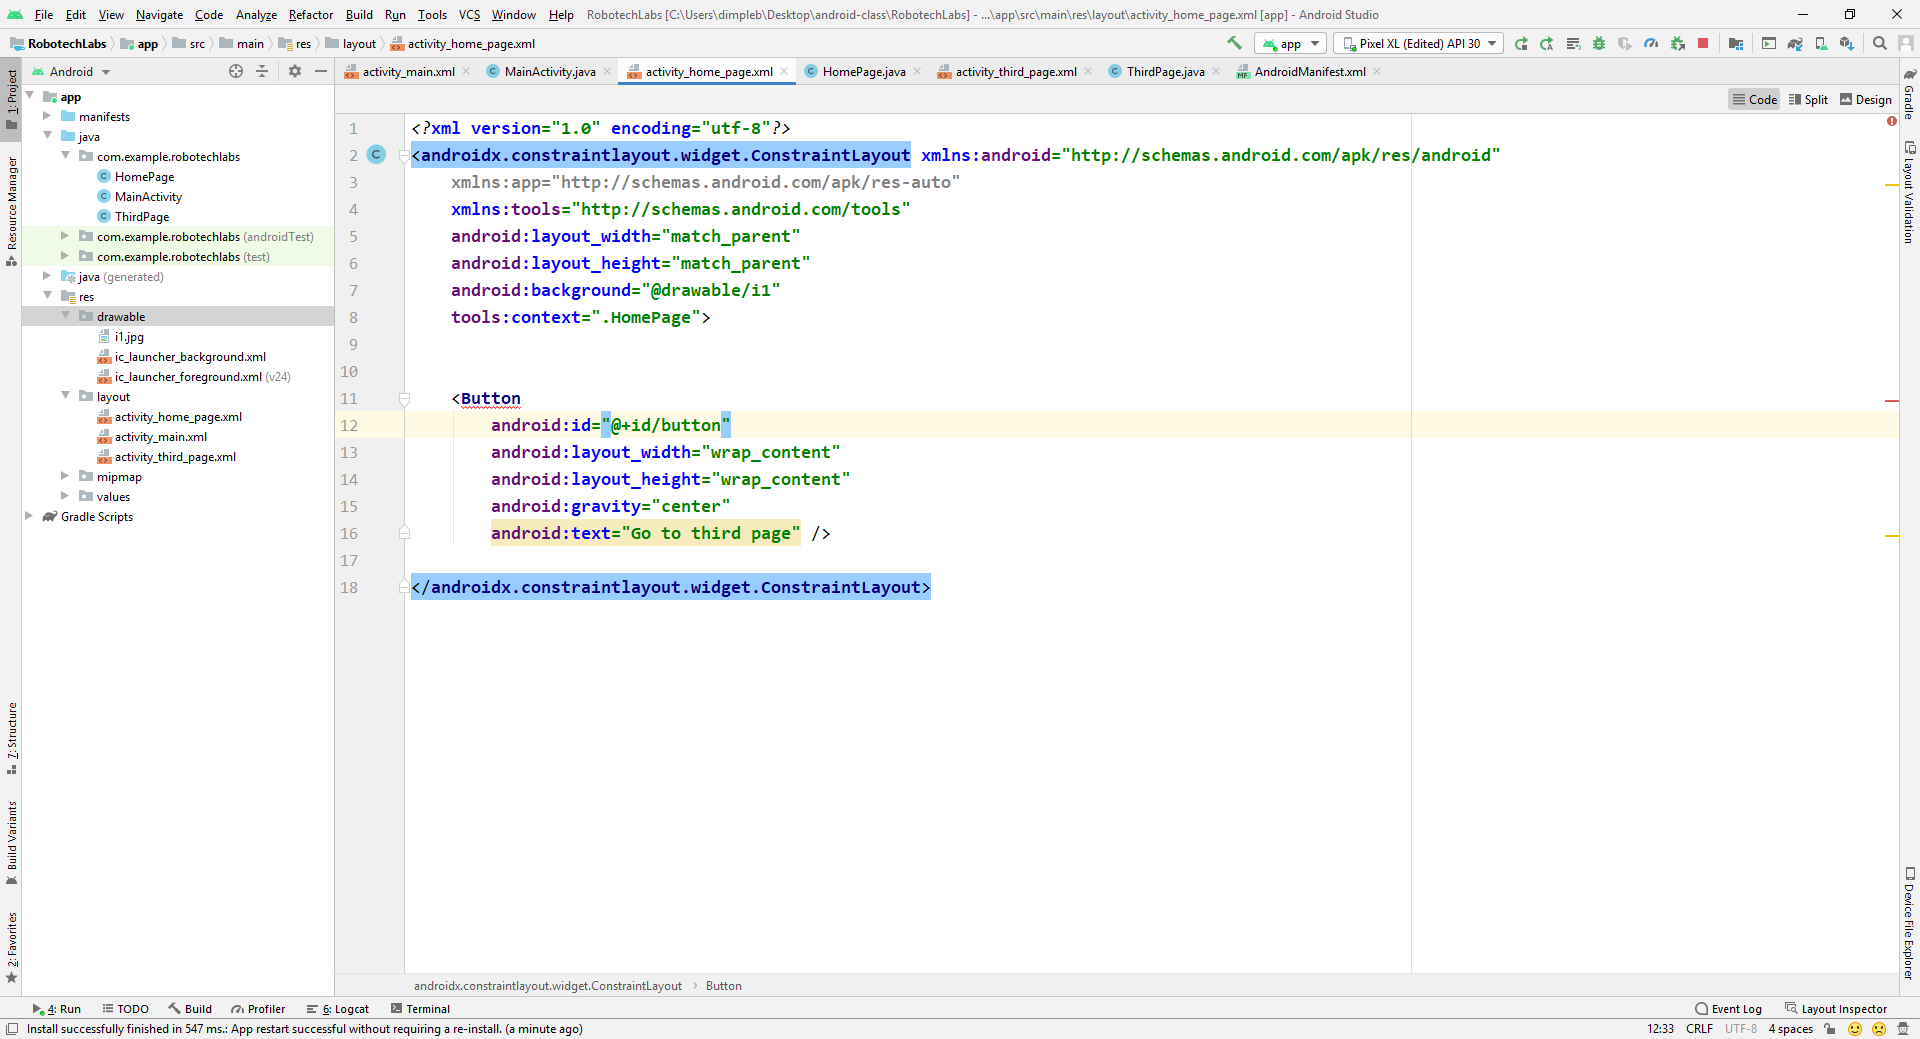 File Edit View Navigate Code Analyze Refactor Build Run Tools VCS Window Help RobotechLabs [C:\Users\dimpleb\Desktop\android-class\RobotechLabs] - ...\app\src\main\res\layout\activity_home_page.xml [app] - Android Studio
RobotechLabs app src main res layout activity_home_page.xml app Pixel XL (Edited) API 30
Android activity_main.xml MainActivity.java activity_home_page.xml HomePage.java activity_third_page.xml ThirdPage.java AndroidManifest.xml
Code Split Design
1: Project
Resource Manager
7: Structure
Build Variants
2: Favorites
app
manifests
java
com.example.robotechlabs
HomePage
MainActivity
ThirdPage
com.example.robotechlabs (androidTest)
com.example.robotechlabs (test)
java (generated)
res
drawable
i1.jpg
ic_launcher_background.xml
ic_launcher_foreground.xml (v24)
layout
activity_home_page.xml
activity_main.xml
activity_third_page.xml
mipmap
values
Gradle Scripts
1 <?xml version="1.0" encoding="utf-8"?>
2 <androidx.constraintlayout.widget.ConstraintLayout xmlns:android="http://schemas.android.com/apk/res/android"
3 xmlns:app="http://schemas.android.com/apk/res-auto"
4 xmlns:tools="http://schemas.android.com/tools"
5 android:layout_width="match_parent"
6 android:layout_height="match_parent"
7 android:background="@drawable/i1"
8 tools:context=".HomePage">
9
10
11 <Button
12 android:id="@+id/button"
13 android:layout_width="wrap_content"
14 android:layout_height="wrap_content"
15 android:gravity="center"
16 android:text="Go to third page" />
17
18 </androidx.constraintlayout.widget.ConstraintLayout>
Gradle
Layout Validation
Device File Explorer
androidx.constraintlayout.widget.ConstraintLayout › Button
4: Run TODO Build Profiler 6: Logcat Terminal Event Log Layout Inspector
Install successfully finished in 547 ms.: App restart successful without requiring a re-install. (a minute ago) 12:33 CRLF UTF-8 4 spaces